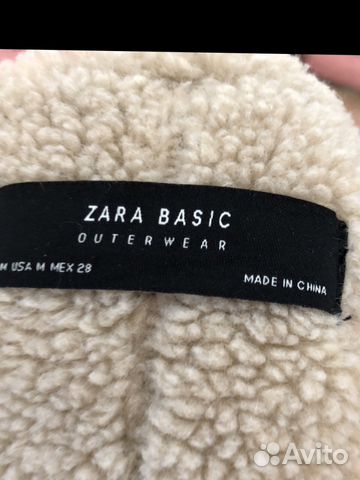 ZARA BASIC
OUTERWEAR
M USA M MEX 28
MADE IN CHINA
Avito